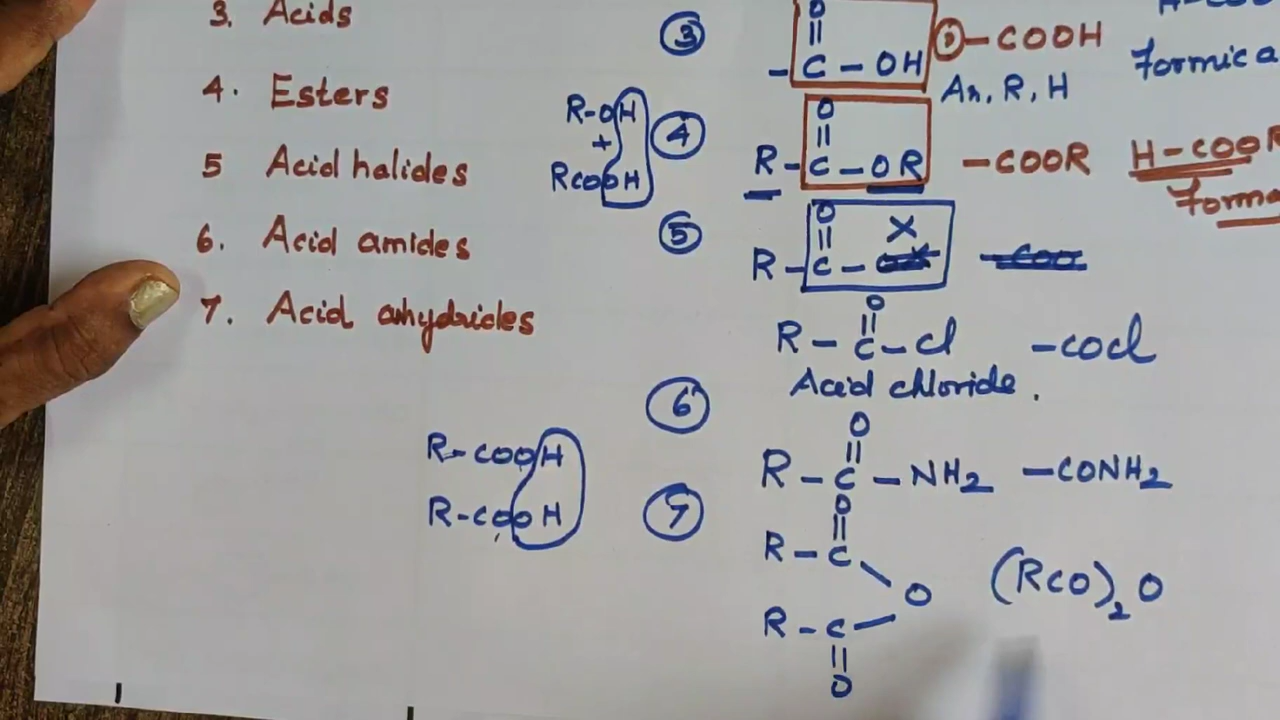 3. Acids
4. Esters
5 Acid halides
6. Acid amides
7. Acid anhydrides
R-OH
+
RCOOH
R-COOH
R-COOH
3
O
||
- C - OH
-COOH
Ar, R, H
Formic a
4
O
||
R - C - OR
-COOR
H-COOR
Forma
5
O
||
R - C -
X
O
||
R - C - Cl
-COCl
Acid chloride.
6
O
||
R - C - NH2
-CONH2
7
O
||
R - C
O
(RCO)2O
R - C
||
O